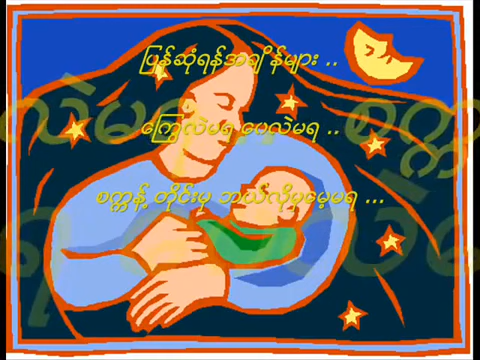 ပြန်ဆုံရန်အချိန်များ ..
ကြွေလဲမရ ပေ့လဲမရ ..
စက္ကန့် တိုင်းမှ ဘယ်လိုမှမေ့မရ ...